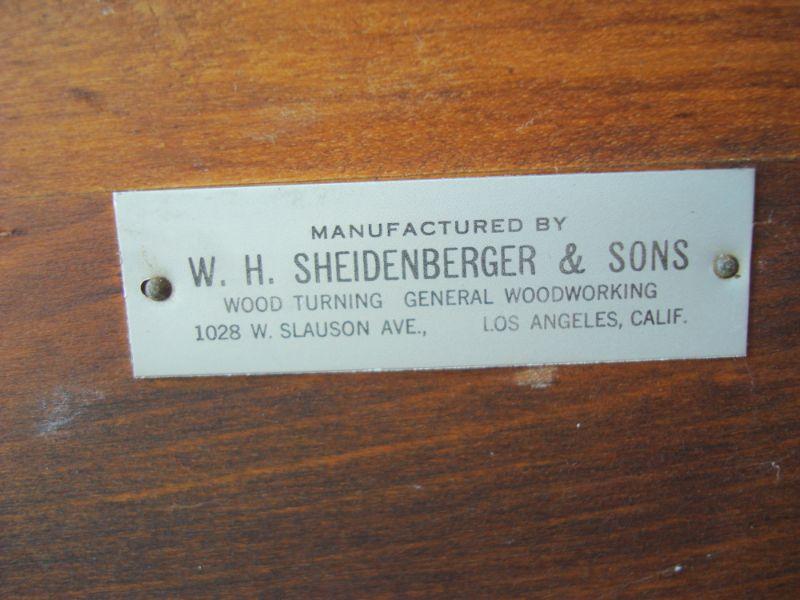 MANUFACTURED BY
W. H. SHEIDENBERGER & SONS
WOOD TURNING GENERAL WOODWORKING
1028 W. SLAUSON AVE., LOS ANGELES, CALIF.